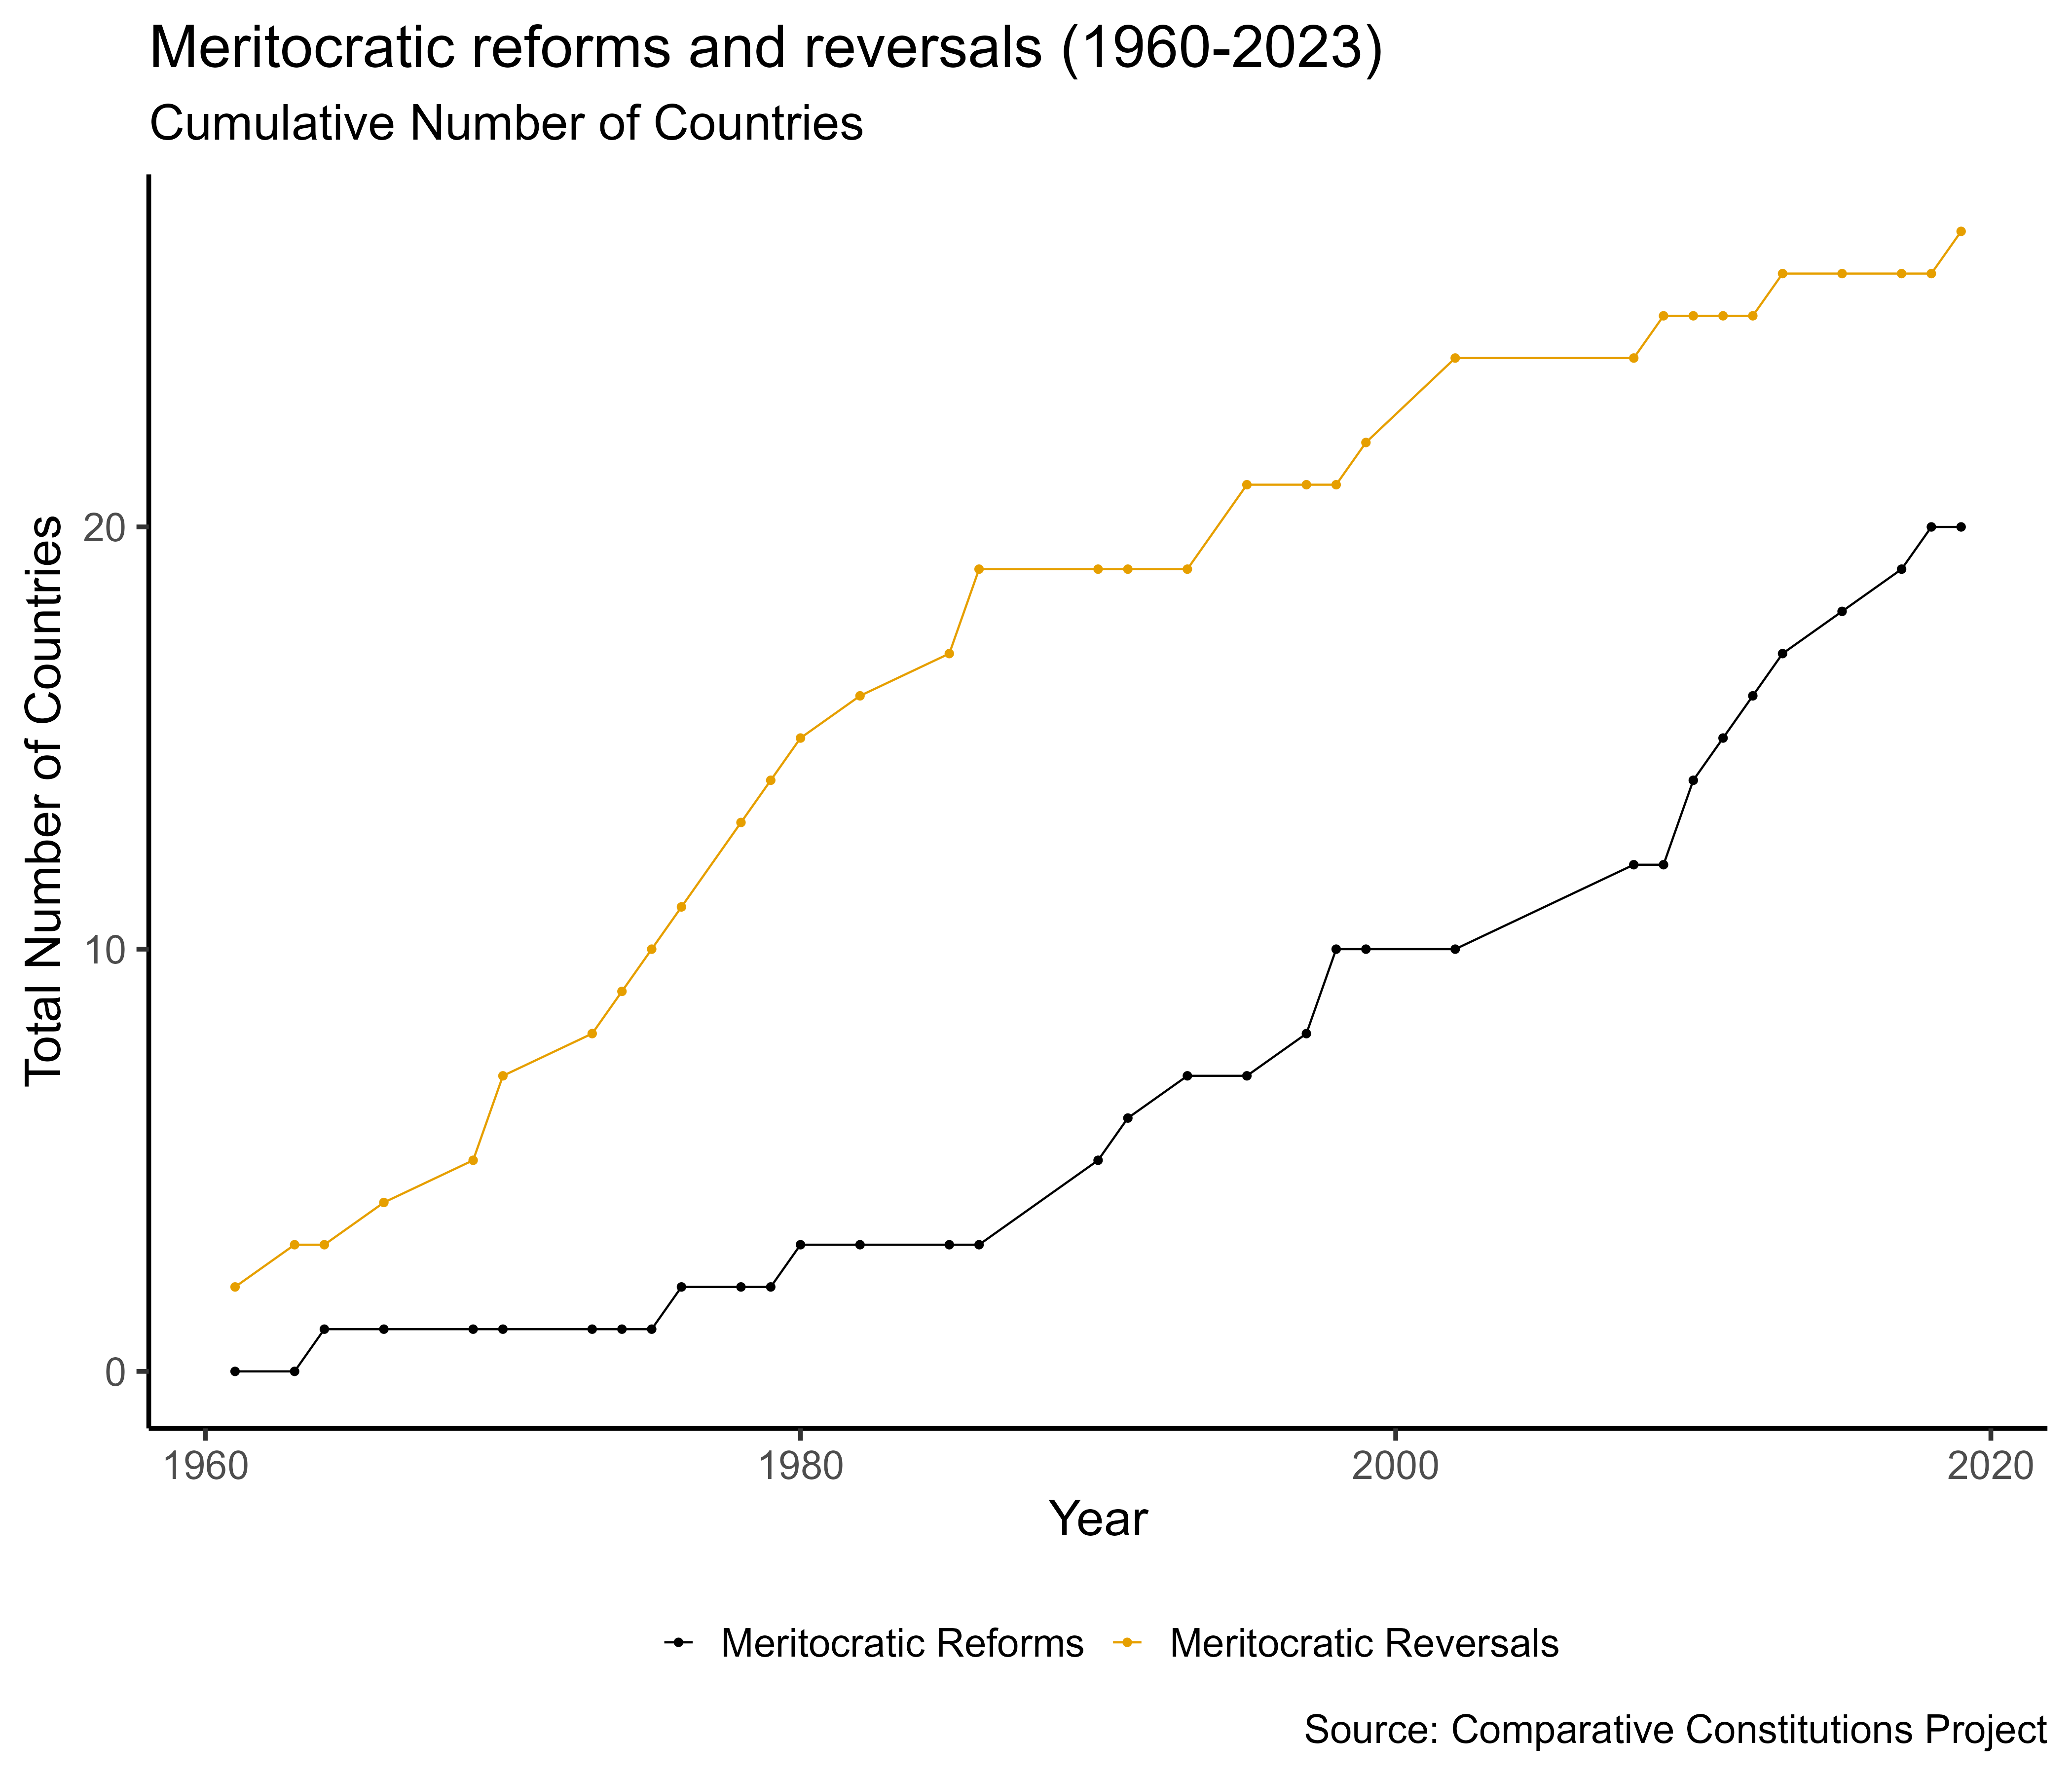 Meritocratic reforms and reversals (1960-2023)
Cumulative Number of Countries
Total Number of Countries
20
10
0
1960 1980 2000 2020
Year
Meritocratic Reforms Meritocratic Reversals
Source: Comparative Constitutions Project